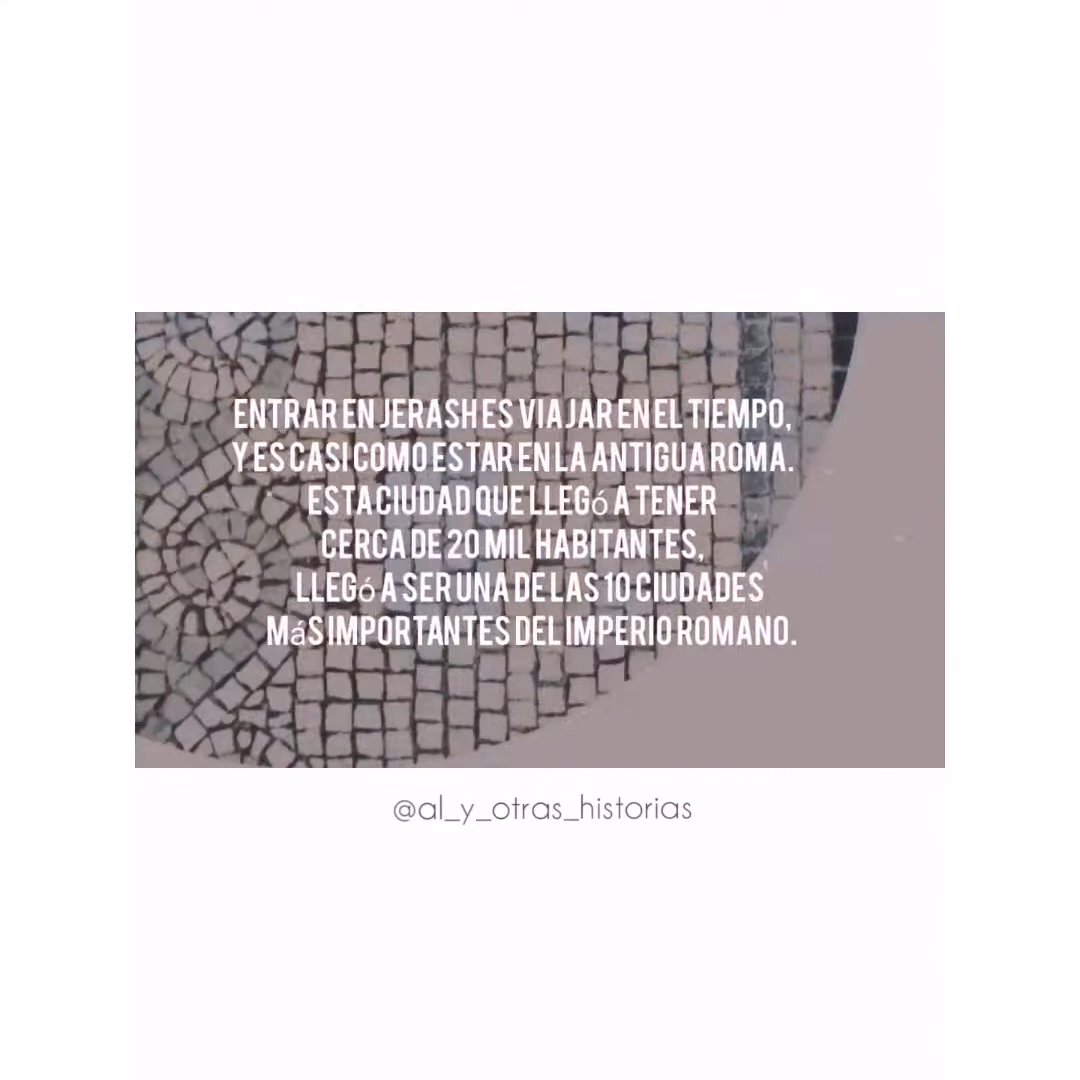 ENTRAR EN JERASH ES VIAJAR EN EL TIEMPO,
Y ES CASI COMO ESTAR EN LA ANTIGUA ROMA.
ESTA CIUDAD QUE LLEGó A TENER
CERCA DE 20 MIL HABITANTES,
LLEGó A SER UNA DE LAS 10 CIUDADES
MáS IMPORTANTES DEL IMPERIO ROMANO.
@al_y_otras_historias